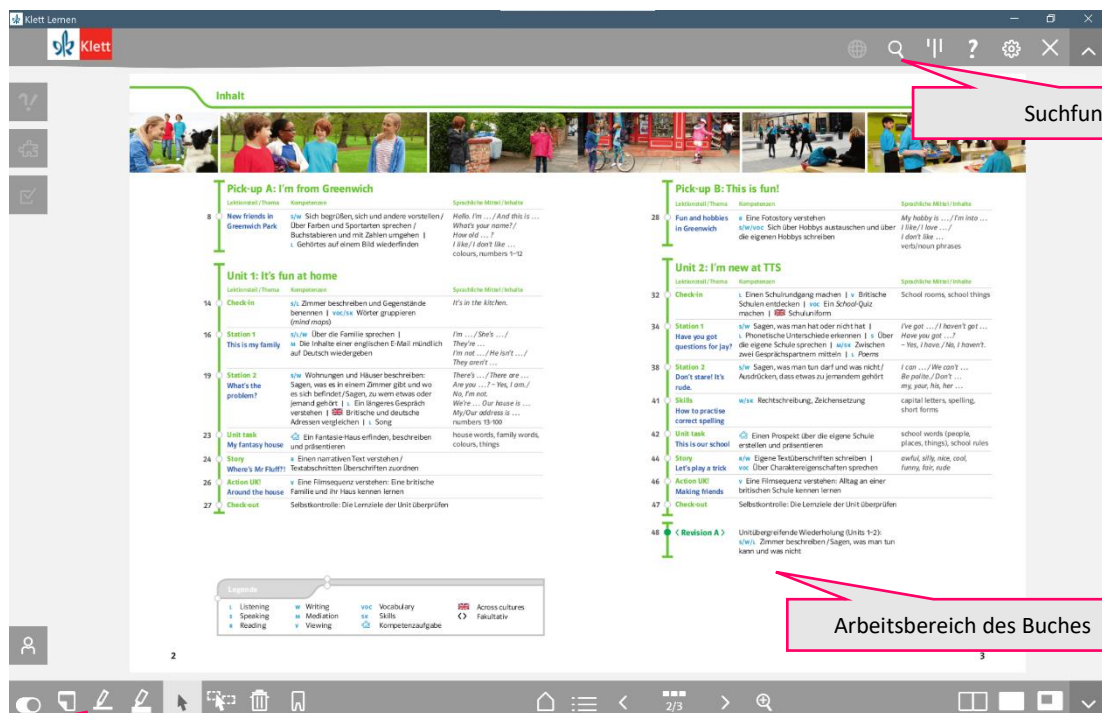 Klett Lernen
Klett
Suchfun
Inhalt
Pick-up A: I'm from Greenwich
Lektionsteil/Thema Kompetenzen Sprachliche Mittel/Inhalte
8 New friends in Greenwich Park
s/w Sich begrüßen, sich und andere vorstellen/
Über Farben und Sportarten sprechen/
Buchstabieren und mit Zahlen umgehen |
L Gehörtes auf einem Bild wiederfinden
Hello. I'm .../And this is ...
What's your name?/
How old ... ?
I like/I don't like ...
colours, numbers 1–12
Unit 1: It's fun at home
Lektionsteil/Thema Kompetenzen Sprachliche Mittel/Inhalte
14 Check-in
s/L Zimmer beschreiben und Gegenstände
benennen | voc/sk Wörter gruppieren
(mind maps)
It's in the kitchen.
16 Station 1
This is my family
s/L/w Über die Familie sprechen |
M Die Inhalte einer englischen E-Mail mündlich
auf Deutsch wiedergeben
I'm .../She's .../
They're ...
I'm not .../He isn't .../
They aren't ...
19 Station 2
What's the
problem?
s/w Wohnungen und Häuser beschreiben:
Sagen, was es in einem Zimmer gibt und wo
es sich befindet/Sagen, zu wem etwas oder
jemand gehört | L Ein längeres Gespräch
verstehen | Britische und deutsche
Adressen vergleichen | L Song
There's .../There are ...
Are you ...? – Yes, I am./
No, I'm not.
We're ... Our house is ...
My/Our address is ...
numbers 13-100
23 Unit task
My fantasy house
Ein Fantasie-Haus erfinden, beschreiben
und präsentieren
house words, family words,
colours, things
24 Story
Where's Mr Fluff?!
R Einen narrativen Text verstehen/
Textabschnitten Überschriften zuordnen
26 Action UK!
Around the house
V Eine Filmsequenz verstehen: Eine britische
Familie und ihr Haus kennen lernen
27 Check-out
Selbstkontrolle: Die Lernziele der Unit überprüfen
Legende
L Listening
S Speaking
R Reading
W Writing
M Mediation
V Viewing
VOC Vocabulary
SK Skills
Kompetenzaufgabe
Across cultures
<> Fakultativ
2
Pick-up B: This is fun!
Lektionsteil/Thema Kompetenzen Sprachliche Mittel/Inhalte
28 Fun and hobbies
in Greenwich
R Eine Fotostory verstehen
s/w/voc Sich über Hobbys austauschen und über
die eigenen Hobbys schreiben
My hobby is .../I'm into ...
I like/I love .../
I don't like ...
verb/noun phrases
Unit 2: I'm new at TTS
Lektionsteil/Thema Kompetenzen Sprachliche Mittel/Inhalte
32 Check-in
L Einen Schulrundgang machen | V Britische
Schulen entdecken | voc Ein School-Quiz
machen | Schuluniform
School rooms, school things
34 Station 1
Have you got
questions for Jay?
s/w Sagen, was man hat oder nicht hat |
L Phonetische Unterschiede erkennen | S Über
die eigene Schule sprechen | M/SK Zwischen
zwei Gesprächspartnern mitteln | L Poems
I've got .../I haven't got ...
Have you got ...?
– Yes, I have./No, I haven't.
38 Station 2
Don't stare! It's
rude.
s/w Sagen, was man tun darf und was nicht/
Ausdrücken, dass etwas zu jemandem gehört
I can .../We can't ...
Be polite./Don't ...
my, your, his, her ...
41 Skills
How to practise
correct spelling
W/SK Rechtschreibung, Zeichensetzung
capital letters, spelling,
short forms
42 Unit task
This is our school
Einen Prospekt über die eigene Schule
erstellen und präsentieren
school words (people,
places, things), school rules
44 Story
Let's play a trick
R/W Eigene Textüberschriften schreiben |
voc Über Charaktereigenschaften sprechen
awful, silly, nice, cool,
funny, fair, rude
46 Action UK!
Making friends
V Eine Filmsequenz verstehen: Alltag an einer
britischen Schule kennen lernen
47 Check-out
Selbstkontrolle: Die Lernziele der Unit überprüfen
48 < Revision A >
Unitübergreifende Wiederholung (Units 1–2):
s/w/L Zimmer beschreiben/Sagen, was man tun
kann und was nicht
Arbeitsbereich des Buches
3
2/3